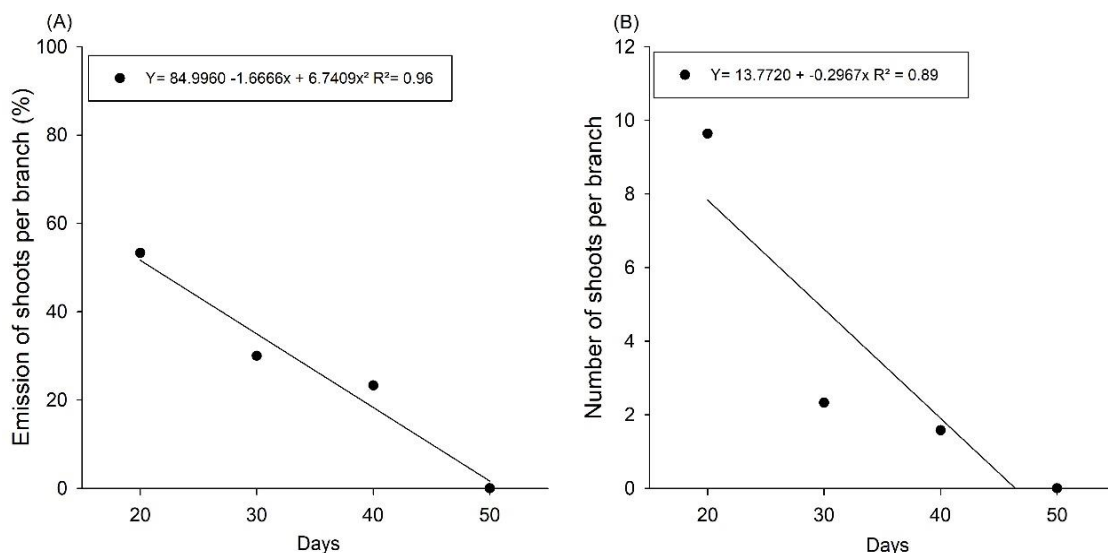 (A)
100
Y= 84.9960 -1.6666x + 6.7409x² R²= 0.96
80
60
40
20
0
Emission of shoots per branch (%)
20 30 40 50
Days
(B)
12
Y= 13.7720 + -0.2967x R² = 0.89
10
8
6
4
2
0
Number of shoots per branch
20 30 40 50
Days